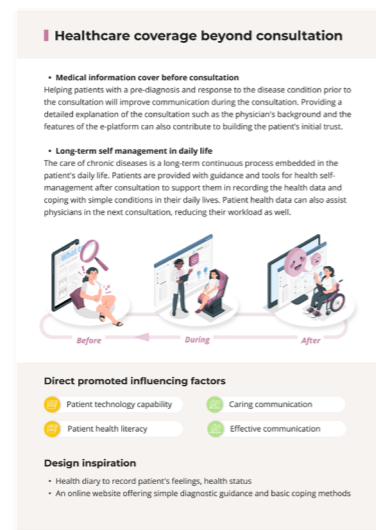 Healthcare coverage beyond consultation
• Medical information cover before consultation
Helping patients with a pre-diagnosis and response to the disease condition prior to
the consultation will improve communication during the consultation. Providing a
detailed explanation of the consultation such as the physician's background and the
features of the e-platform can also contribute to building the patient's initial trust.
• Long-term self management in daily life
The care of chronic diseases is a long-term continuous process embedded in the
patient's daily life. Patients are provided with guidance and tools for health self-
management after consultation to support them in recording the health data and
coping with simple conditions in their daily lives. Patient health data can also assist
physicians in the next consultation, reducing their workload as well.
Before
During
After
Direct promoted influencing factors
Patient technology capability
Caring communication
Patient health literacy
Effective communication
Design inspiration
• Health diary to record patient's feelings, health status
• An online website offering simple diagnostic guidance and basic coping methods